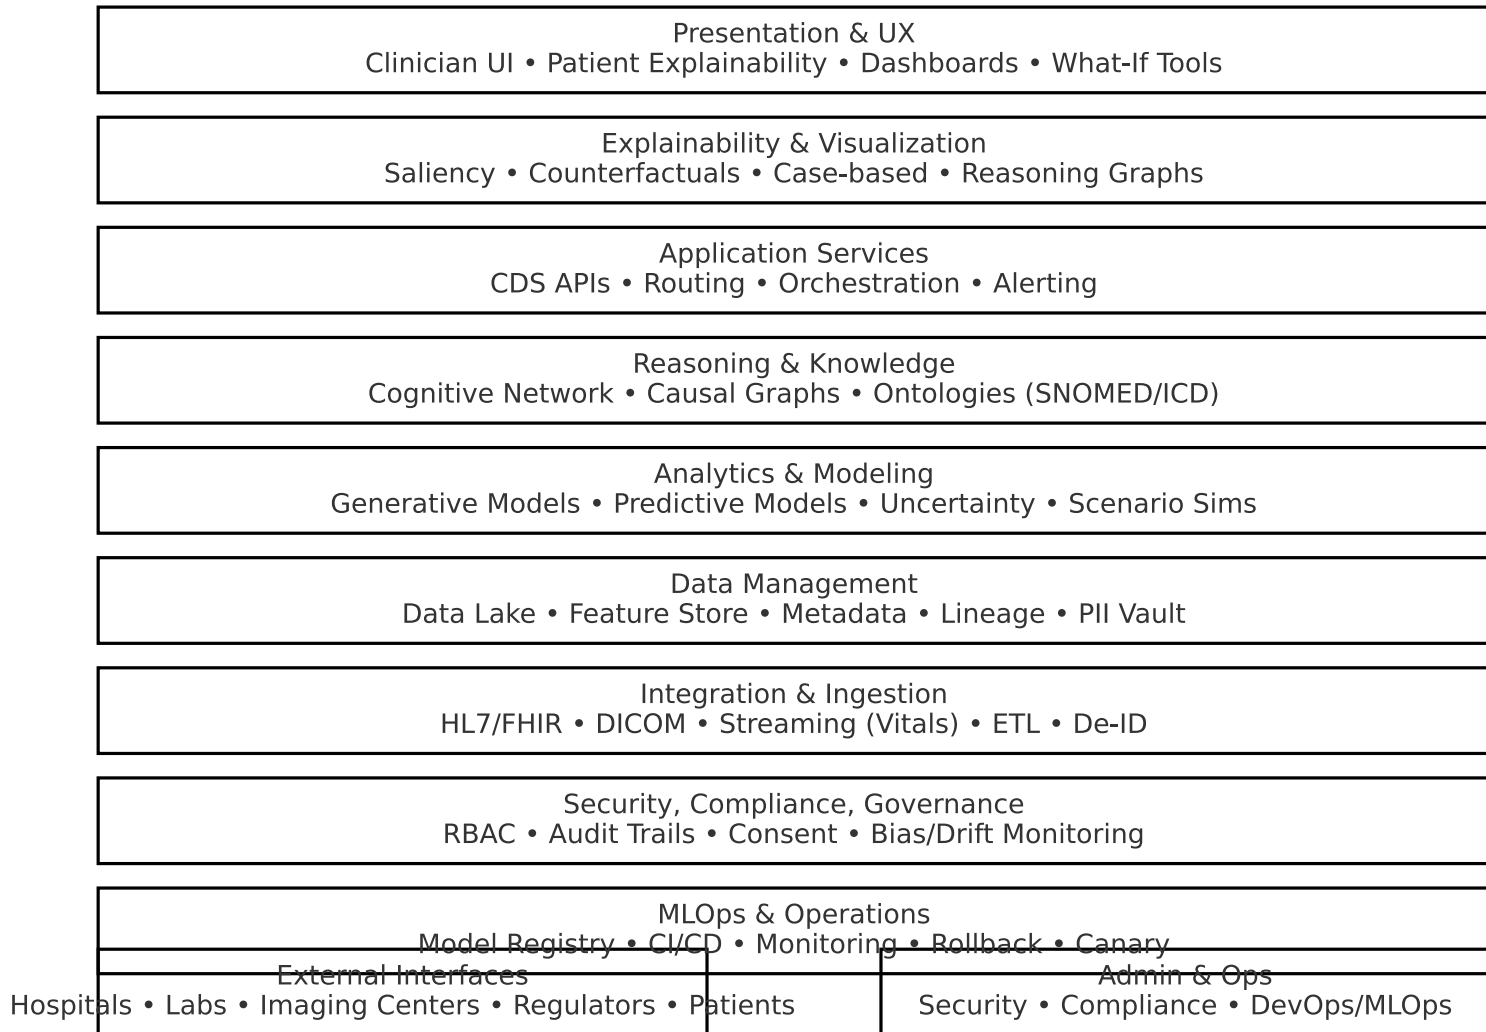 Presentation & UX
Clinician UI • Patient Explainability • Dashboards • What-If Tools
Explainability & Visualization
Saliency • Counterfactuals • Case-based • Reasoning Graphs
Application Services
CDS APIs • Routing • Orchestration • Alerting
Reasoning & Knowledge
Cognitive Network • Causal Graphs • Ontologies (SNOMED/ICD)
Analytics & Modeling
Generative Models • Predictive Models • Uncertainty • Scenario Sims
Data Management
Data Lake • Feature Store • Metadata • Lineage • PII Vault
Integration & Ingestion
HL7/FHIR • DICOM • Streaming (Vitals) • ETL • De-ID
Security, Compliance, Governance
RBAC • Audit Trails • Consent • Bias/Drift Monitoring
MLOps & Operations
Model Registry • CI/CD • Monitoring • Rollback • Canary
External Interfaces
Hospitals • Labs • Imaging Centers • Regulators • Patients
Admin & Ops
Security • Compliance • DevOps/MLOps